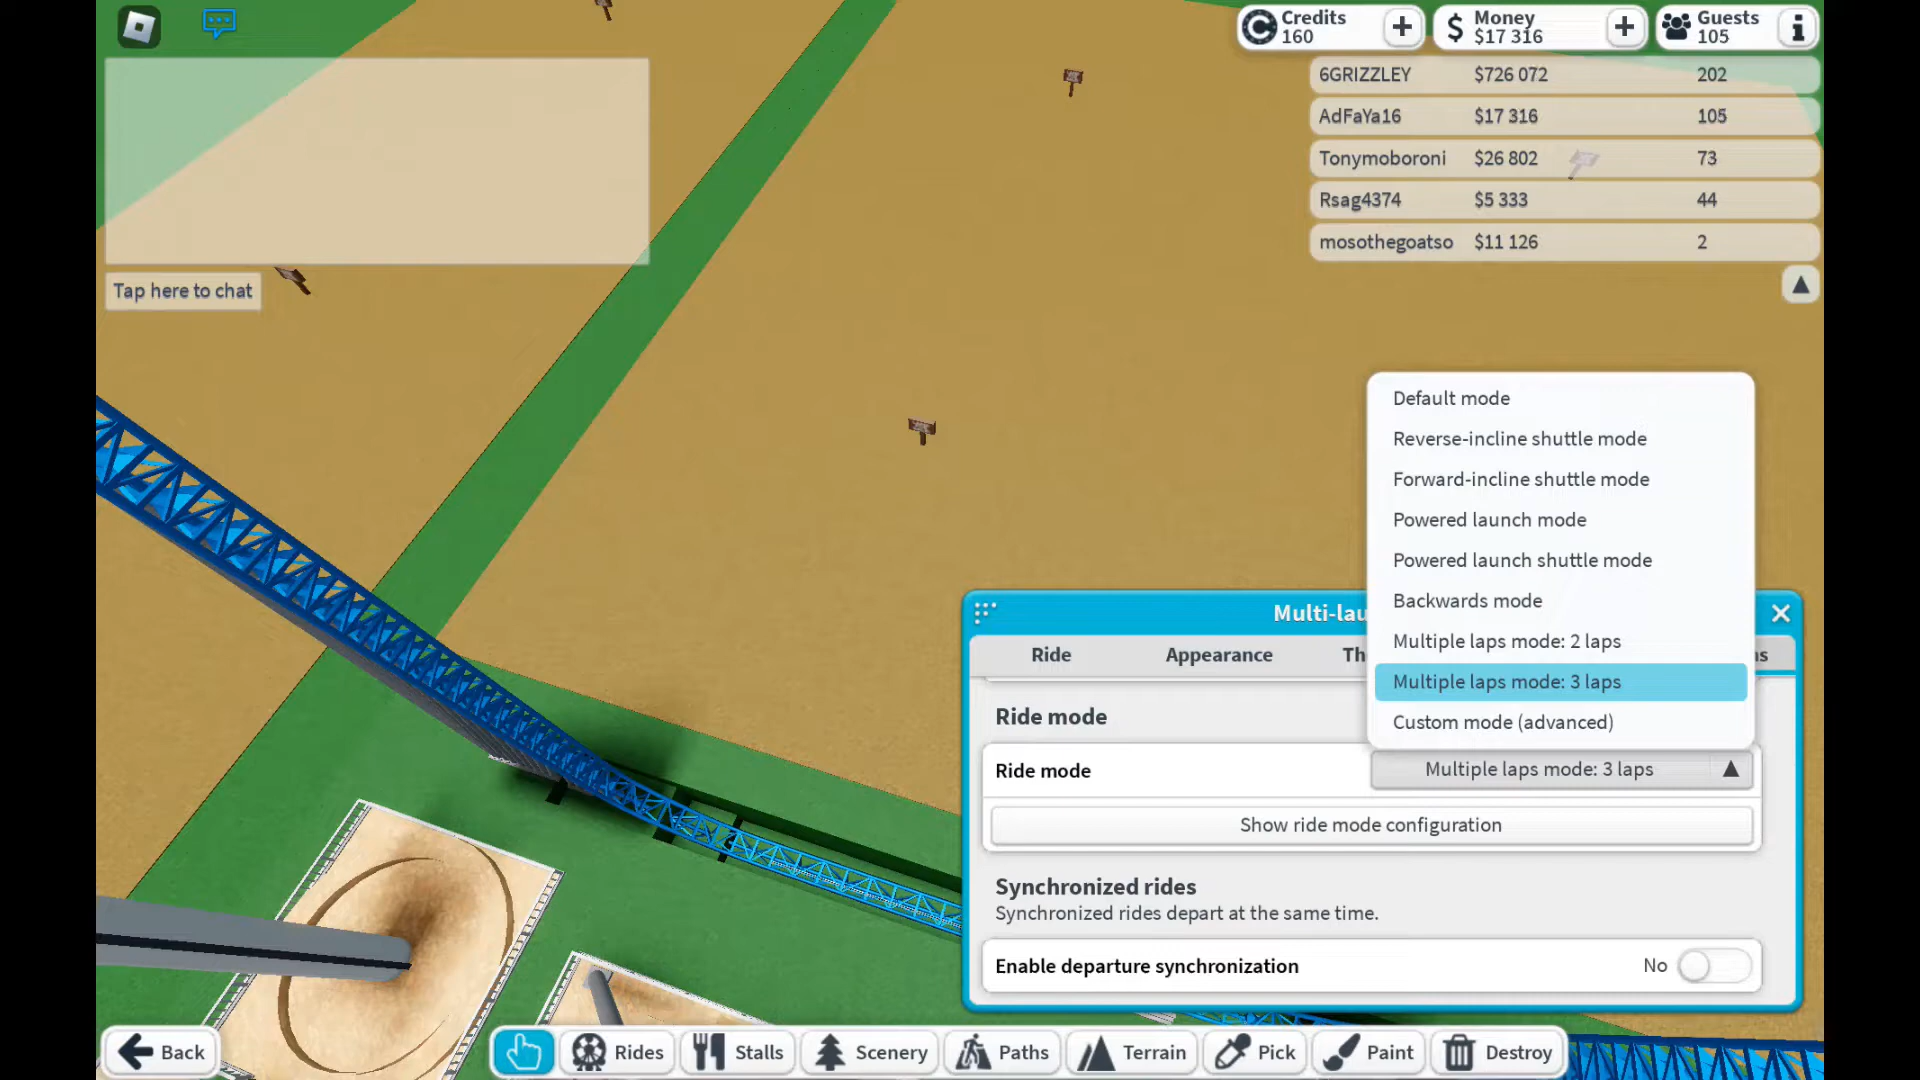 Credits
160
Money
$17 316
Guests
105
6GRIZZLEY $726 072 202
AdFaYa16 $17 316 105
Tonymoboroni $26 802 73
Rsag4374 $5 333 44
mosothegoatso $11 126 2
Tap here to chat
Default mode
Reverse-incline shuttle mode
Forward-incline shuttle mode
Powered launch mode
Powered launch shuttle mode
Backwards mode
Multiple laps mode: 2 laps
Multiple laps mode: 3 laps
Custom mode (advanced)
Multi-lau
Ride Appearance Th s
Ride mode
Ride mode Multiple laps mode: 3 laps
Show ride mode configuration
Synchronized rides
Synchronized rides depart at the same time.
Enable departure synchronization No
Back Rides Stalls Scenery Paths Terrain Pick Paint Destroy